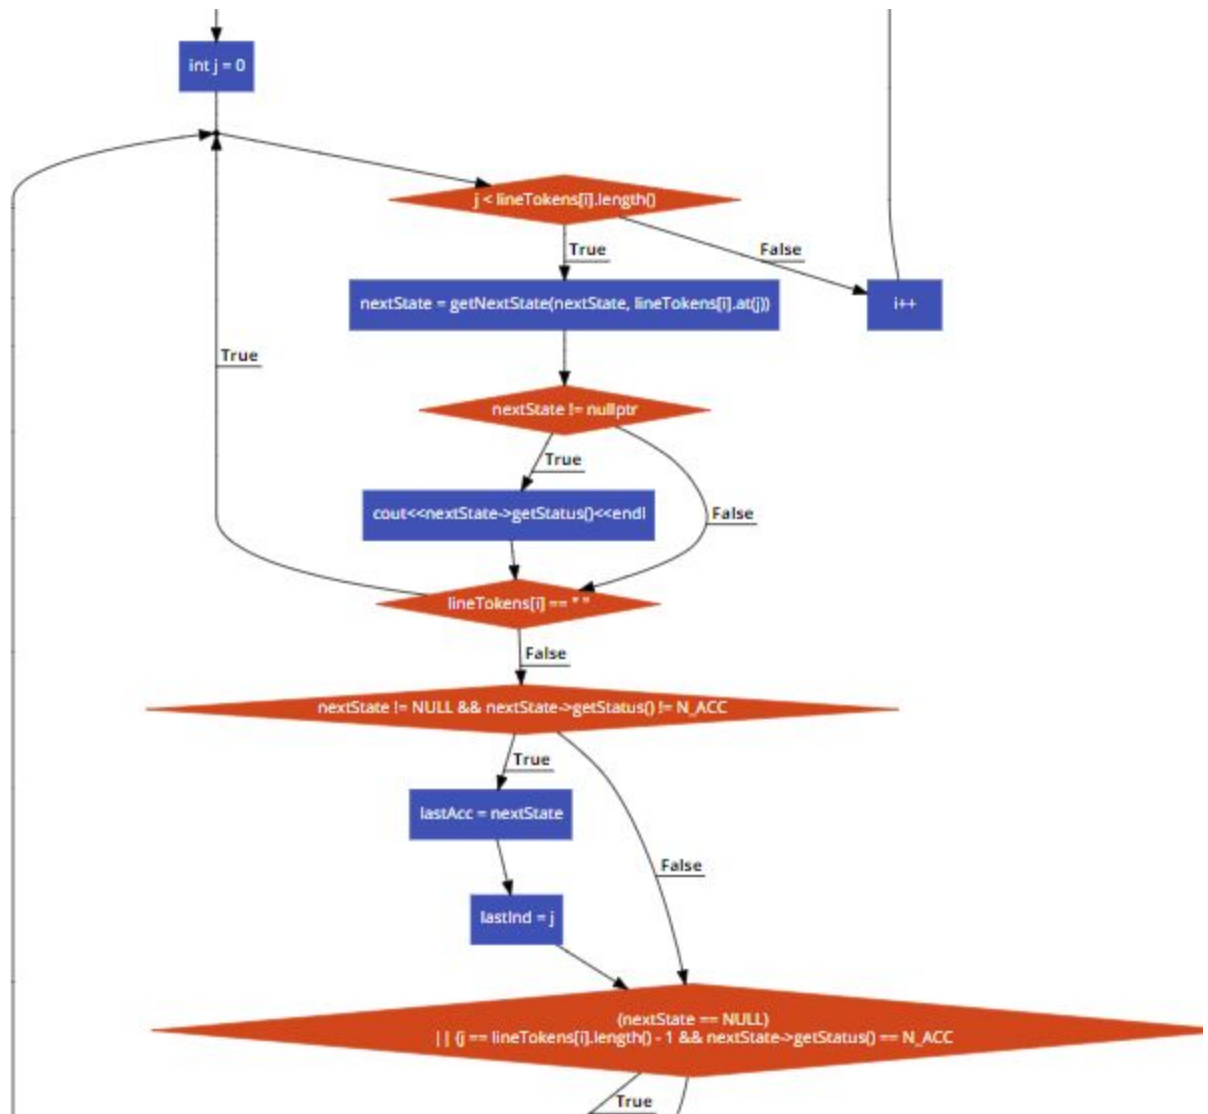 int j = 0
j < lineTokens[i].length()
True
False
nextState = getNextState(nextState, lineTokens[i].at(j))
i++
True
nextState != nullptr
True
cout<<nextState->getStatus()<<endl
False
lineTokens[i] == " "
False
nextState != NULL && nextState->getStatus() != N_ACC
True
lastAcc = nextState
False
lastInd = j
(nextState == NULL)
|| (j == lineTokens[i].length() - 1 && nextState->getStatus() == N_ACC
True